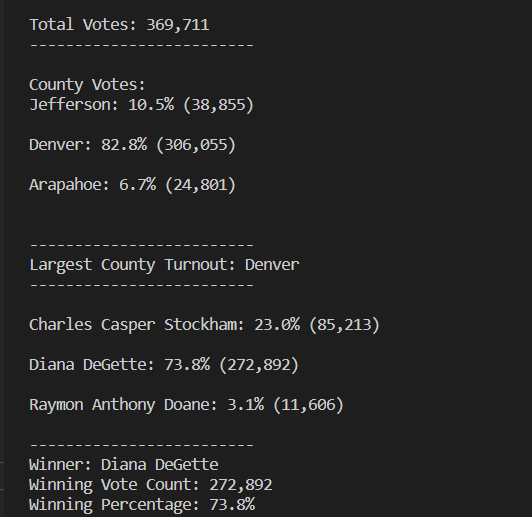 Total Votes: 369,711
-------------------------
County Votes:
Jefferson: 10.5% (38,855)
Denver: 82.8% (306,055)
Arapahoe: 6.7% (24,801)
-------------------------
Largest County Turnout: Denver
-------------------------
Charles Casper Stockham: 23.0% (85,213)
Diana DeGette: 73.8% (272,892)
Raymon Anthony Doane: 3.1% (11,606)
-------------------------
Winner: Diana DeGette
Winning Vote Count: 272,892
Winning Percentage: 73.8%